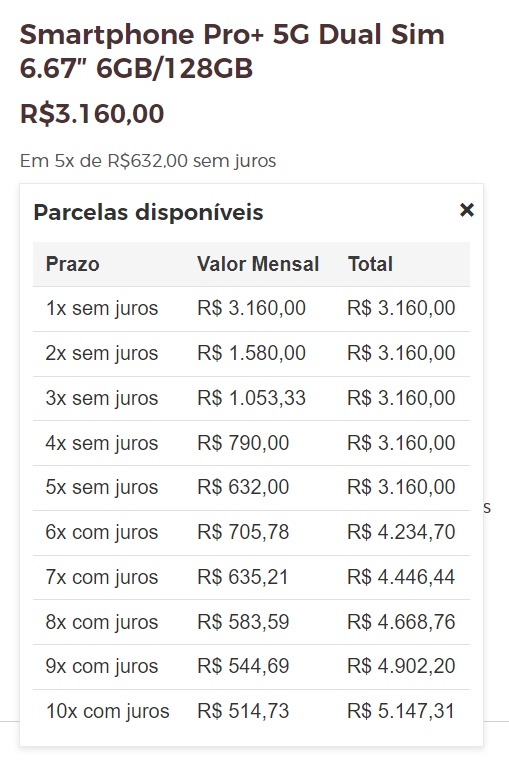 Smartphone Pro+ 5G Dual Sim
6.67″ 6GB/128GB
R$3.160,00
Em 5x de R$632,00 sem juros
Parcelas disponíveis ×
Prazo Valor Mensal Total
1x sem juros R$ 3.160,00 R$ 3.160,00
2x sem juros R$ 1.580,00 R$ 3.160,00
3x sem juros R$ 1.053,33 R$ 3.160,00
4x sem juros R$ 790,00 R$ 3.160,00
5x sem juros R$ 632,00 R$ 3.160,00
s
6x com juros R$ 705,78 R$ 4.234,70
7x com juros R$ 635,21 R$ 4.446,44
8x com juros R$ 583,59 R$ 4.668,76
9x com juros R$ 544,69 R$ 4.902,20
10x com juros R$ 514,73 R$ 5.147,31